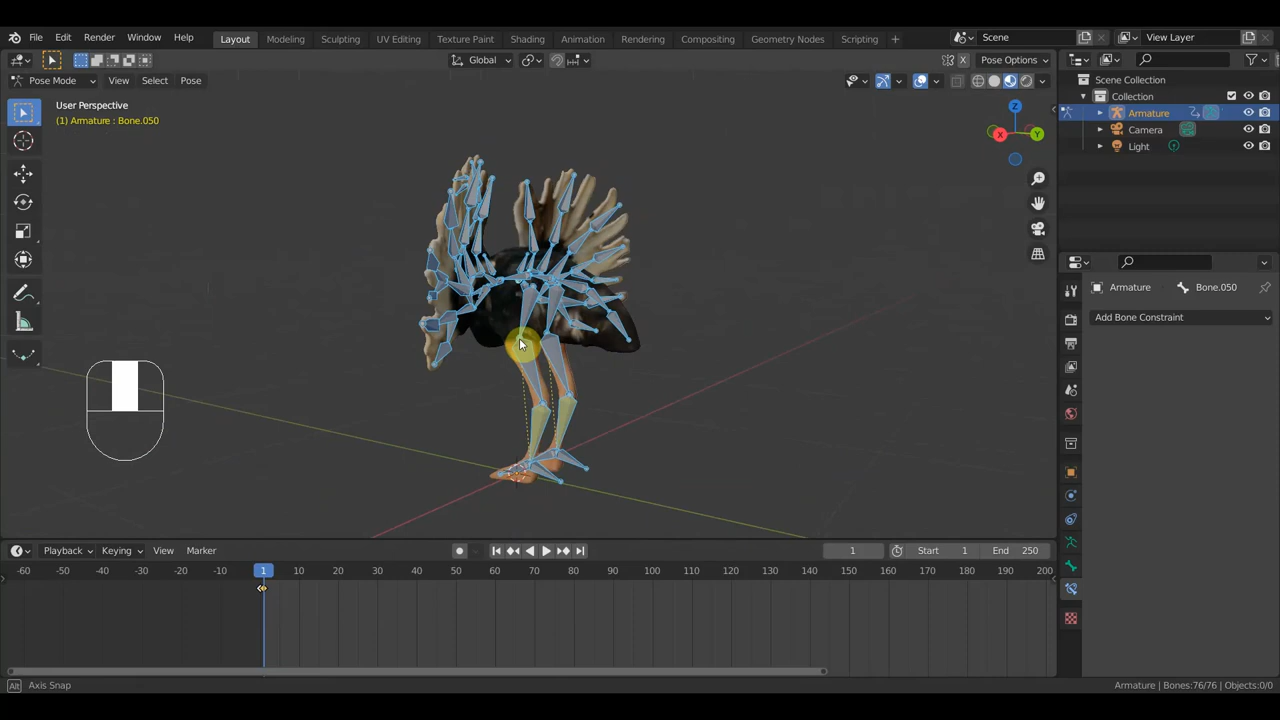 File Edit Render Window Help Layout Modeling Sculpting UV Editing Texture Paint Shading Animation Rendering Compositing Geometry Nodes Scripting + Scene View Layer
Global X Pose Options
Pose Mode View Select Pose
User Perspective
(1) Armature : Bone.050
X Y Z
Scene Collection
Collection
Armature
Camera
Light
Armature Bone.050
Add Bone Constraint
Playback Keying View Marker 1 Start 1 End 250
-60 -50 -40 -30 -20 -10 1 10 20 30 40 50 60 70 80 90 100 110 120 130 140 150 160 170 180 190 200
Alt Axis Snap Armature | Bones:76/76 | Objects:0/0